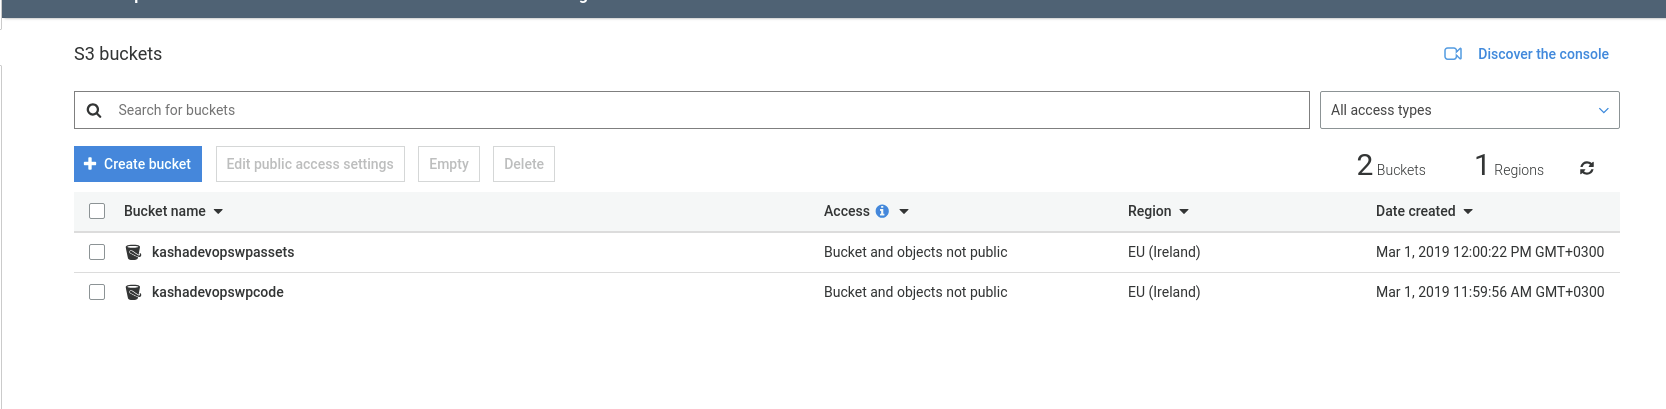 S3 buckets
Discover the console
Search for buckets
All access types
Create bucket Edit public access settings Empty Delete 2 Buckets 1 Regions
Bucket name Access Region Date created
kashadevopswpassets Bucket and objects not public EU (Ireland) Mar 1, 2019 12:00:22 PM GMT+0300
kashadevopswpcode Bucket and objects not public EU (Ireland) Mar 1, 2019 11:59:56 AM GMT+0300